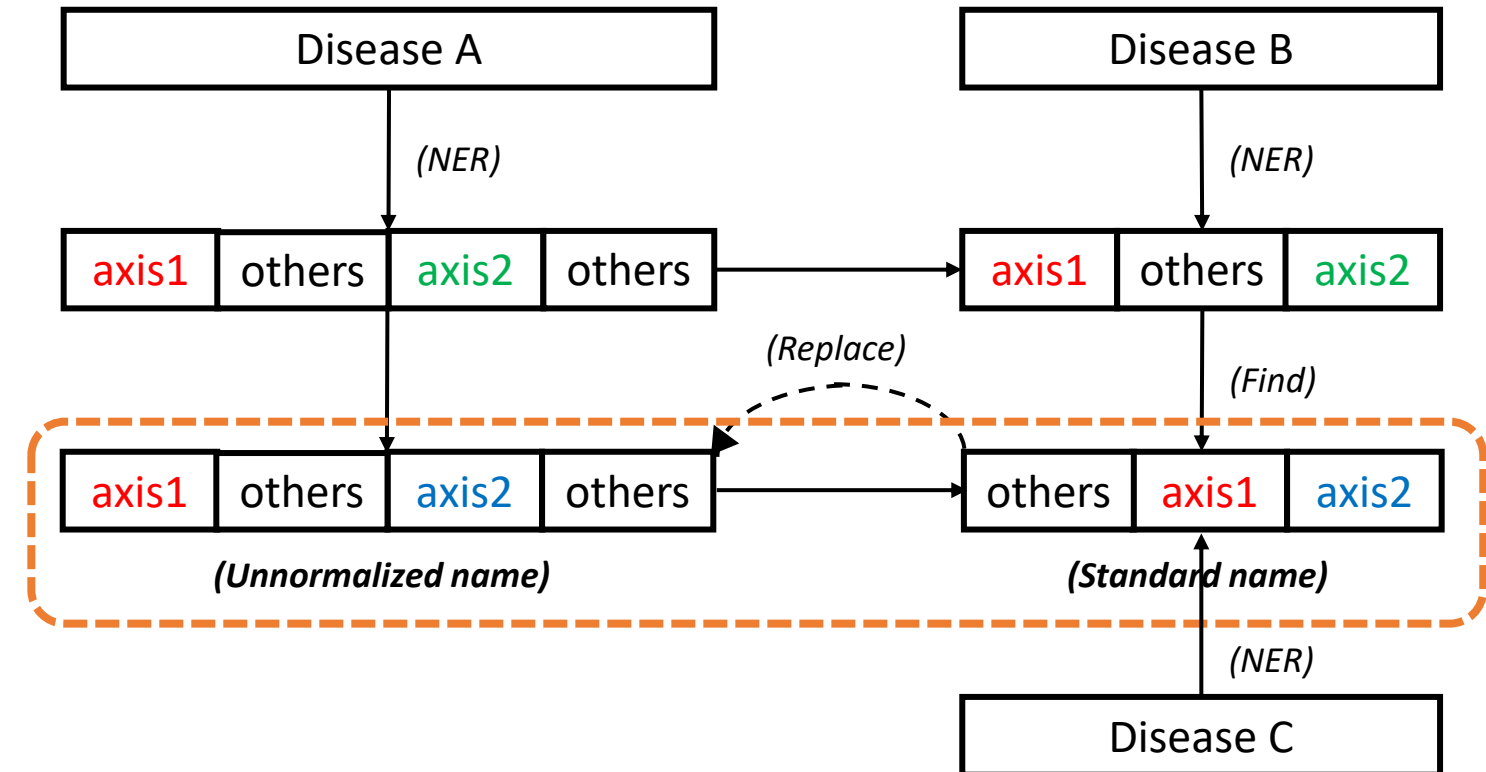 Disease A
Disease B
(NER)
(NER)
axis1 others axis2 others
axis1 others axis2
(Replace)
(Find)
axis1 others axis2 others
others axis1 axis2
(Unnormalized name)
(Standard name)
(NER)
Disease C